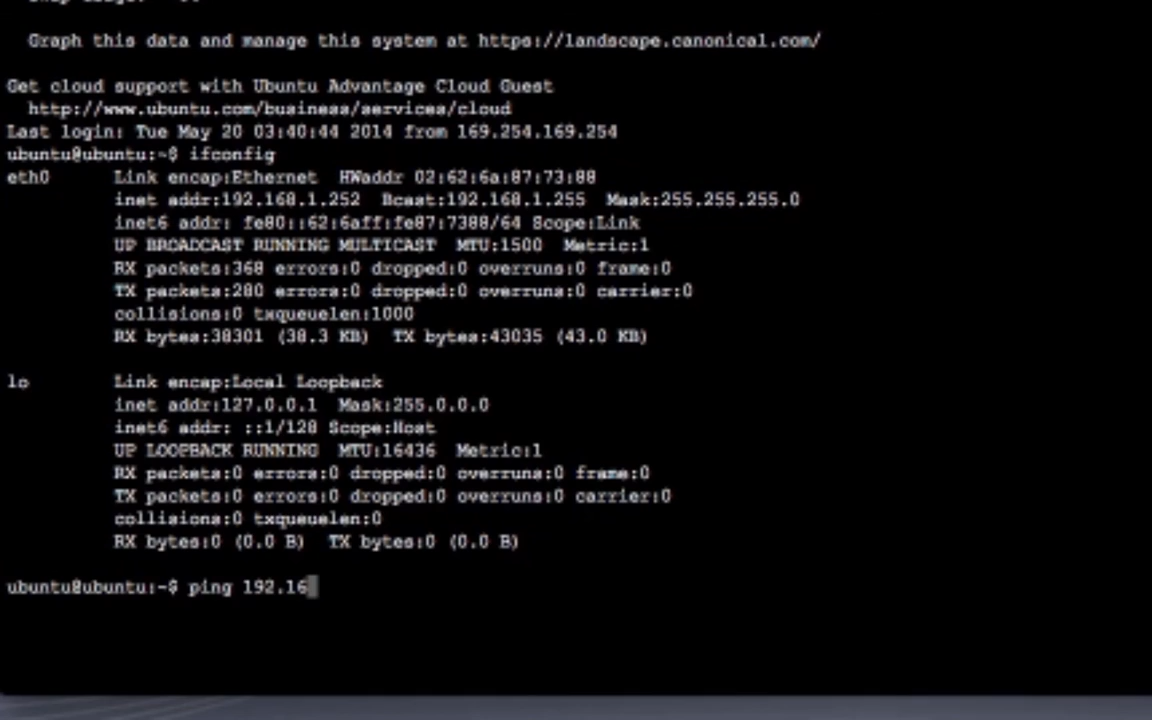 Graph this data and manage this system at https://landscape.canonical.com/
Get cloud support with Ubuntu Advantage Cloud Guest
http://www.ubuntu.com/business/services/cloud
Last login: Tue May 20 03:40:44 2014 from 169.254.169.254
ubuntu@ubuntu:~$ ifconfig
eth0 Link encap:Ethernet HWaddr 02:62:6a:87:73:88
inet addr:192.168.1.252 Bcast:192.168.1.255 Mask:255.255.255.0
inet6 addr: fe80::62:6aff:fe87:7388/64 Scope:Link
UP BROADCAST RUNNING MULTICAST MTU:1500 Metric:1
RX packets:368 errors:0 dropped:0 overruns:0 frame:0
TX packets:280 errors:0 dropped:0 overruns:0 carrier:0
collisions:0 txqueuelen:1000
RX bytes:38301 (38.3 KB) TX bytes:43035 (43.0 KB)
lo Link encap:Local Loopback
inet addr:127.0.0.1 Mask:255.0.0.0
inet6 addr: ::1/128 Scope:Host
UP LOOPBACK RUNNING MTU:16436 Metric:1
RX packets:0 errors:0 dropped:0 overruns:0 frame:0
TX packets:0 errors:0 dropped:0 overruns:0 carrier:0
collisions:0 txqueuelen:0
RX bytes:0 (0.0 B) TX bytes:0 (0.0 B)
ubuntu@ubuntu:~$ ping 192.16